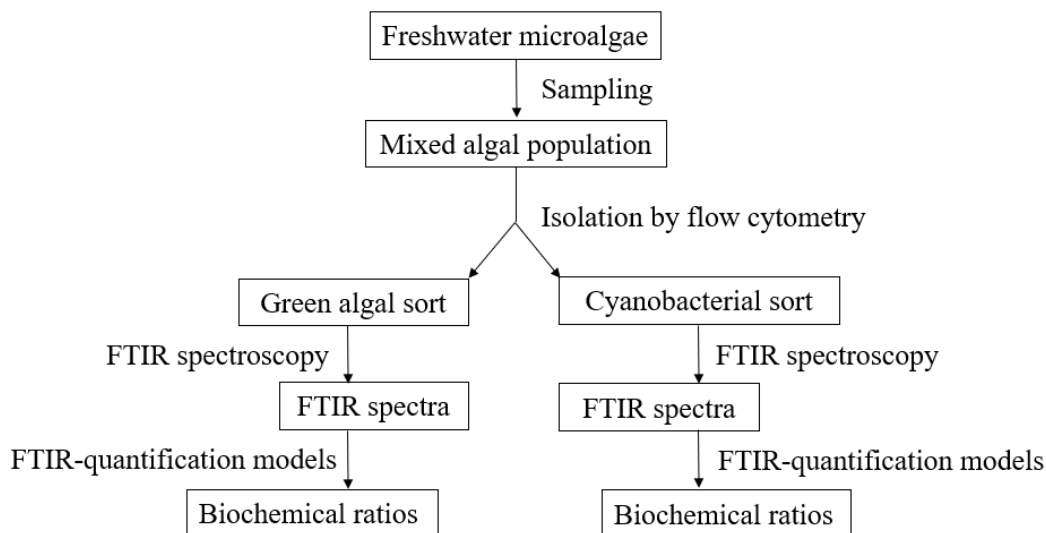 Freshwater microalgae
Sampling
Mixed algal population
Isolation by flow cytometry
Green algal sort
Cyanobacterial sort
FTIR spectroscopy
FTIR spectroscopy
FTIR spectra
FTIR spectra
FTIR-quantification models
FTIR-quantification models
Biochemical ratios
Biochemical ratios